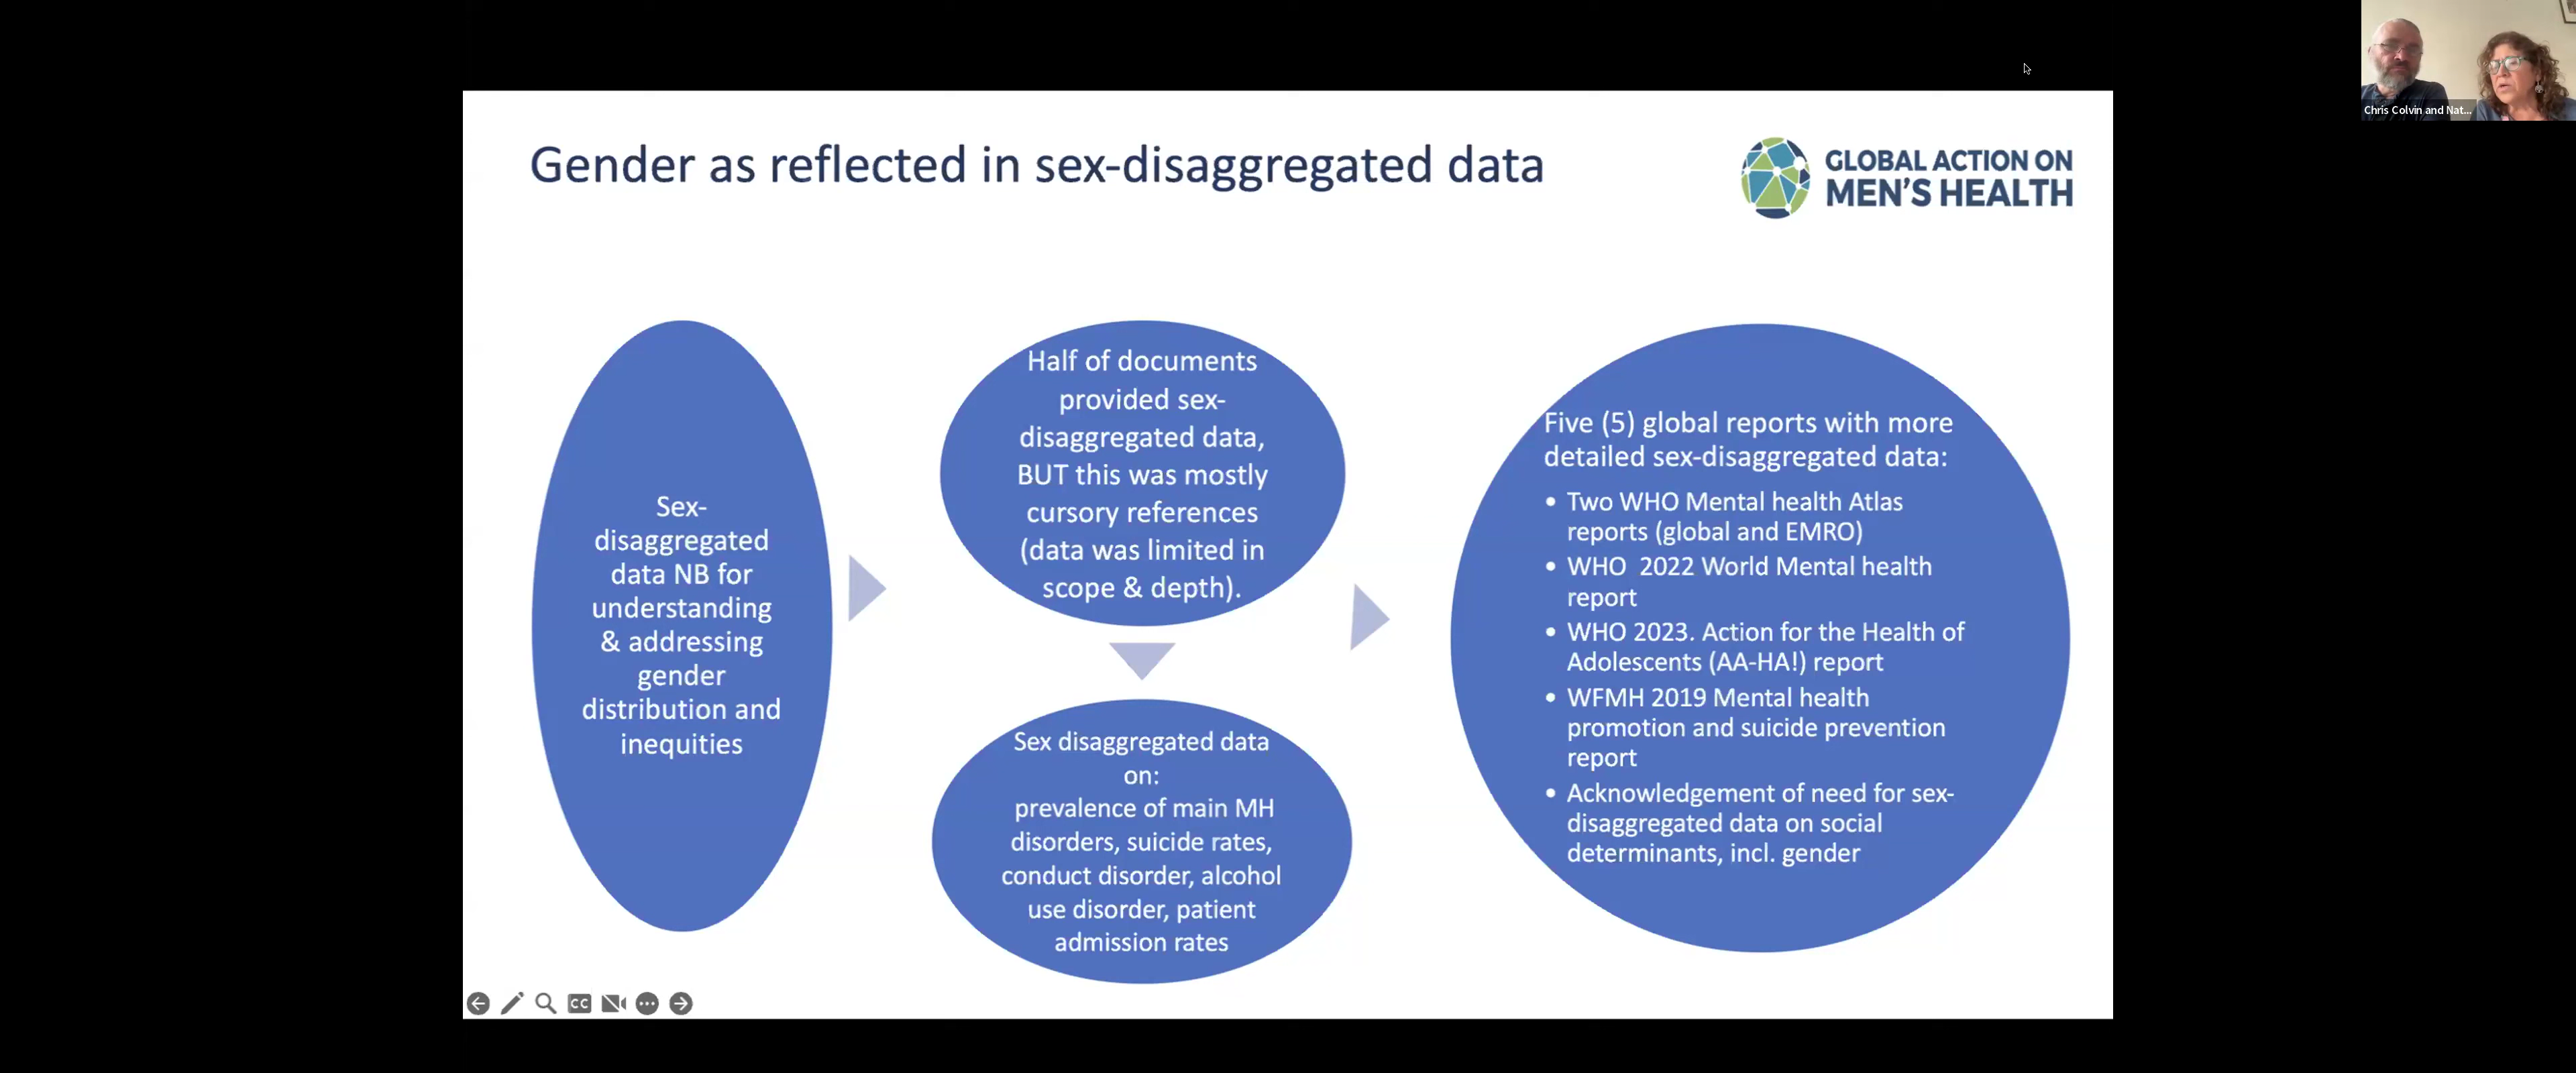 Gender as reflected in sex-disaggregated data
GLOBAL ACTION ON
MEN'S HEALTH
Chris Colvin and Nat...
Sex-
disaggregated
data NB for
understanding
& addressing
gender
distribution and
inequities
Half of documents
provided sex-
disaggregated data,
BUT this was mostly
cursory references
(data was limited in
scope & depth).
Sex disaggregated data
on:
prevalence of main MH
disorders, suicide rates,
conduct disorder, alcohol
use disorder, patient
admission rates
Five (5) global reports with more
detailed sex-disaggregated data:
• Two WHO Mental health Atlas
reports (global and EMRO)
• WHO 2022 World Mental health
report
• WHO 2023. Action for the Health of
Adolescents (AA-HA!) report
• WFMH 2019 Mental health
promotion and suicide prevention
report
• Acknowledgement of need for sex-
disaggregated data on social
determinants, incl. gender
CC